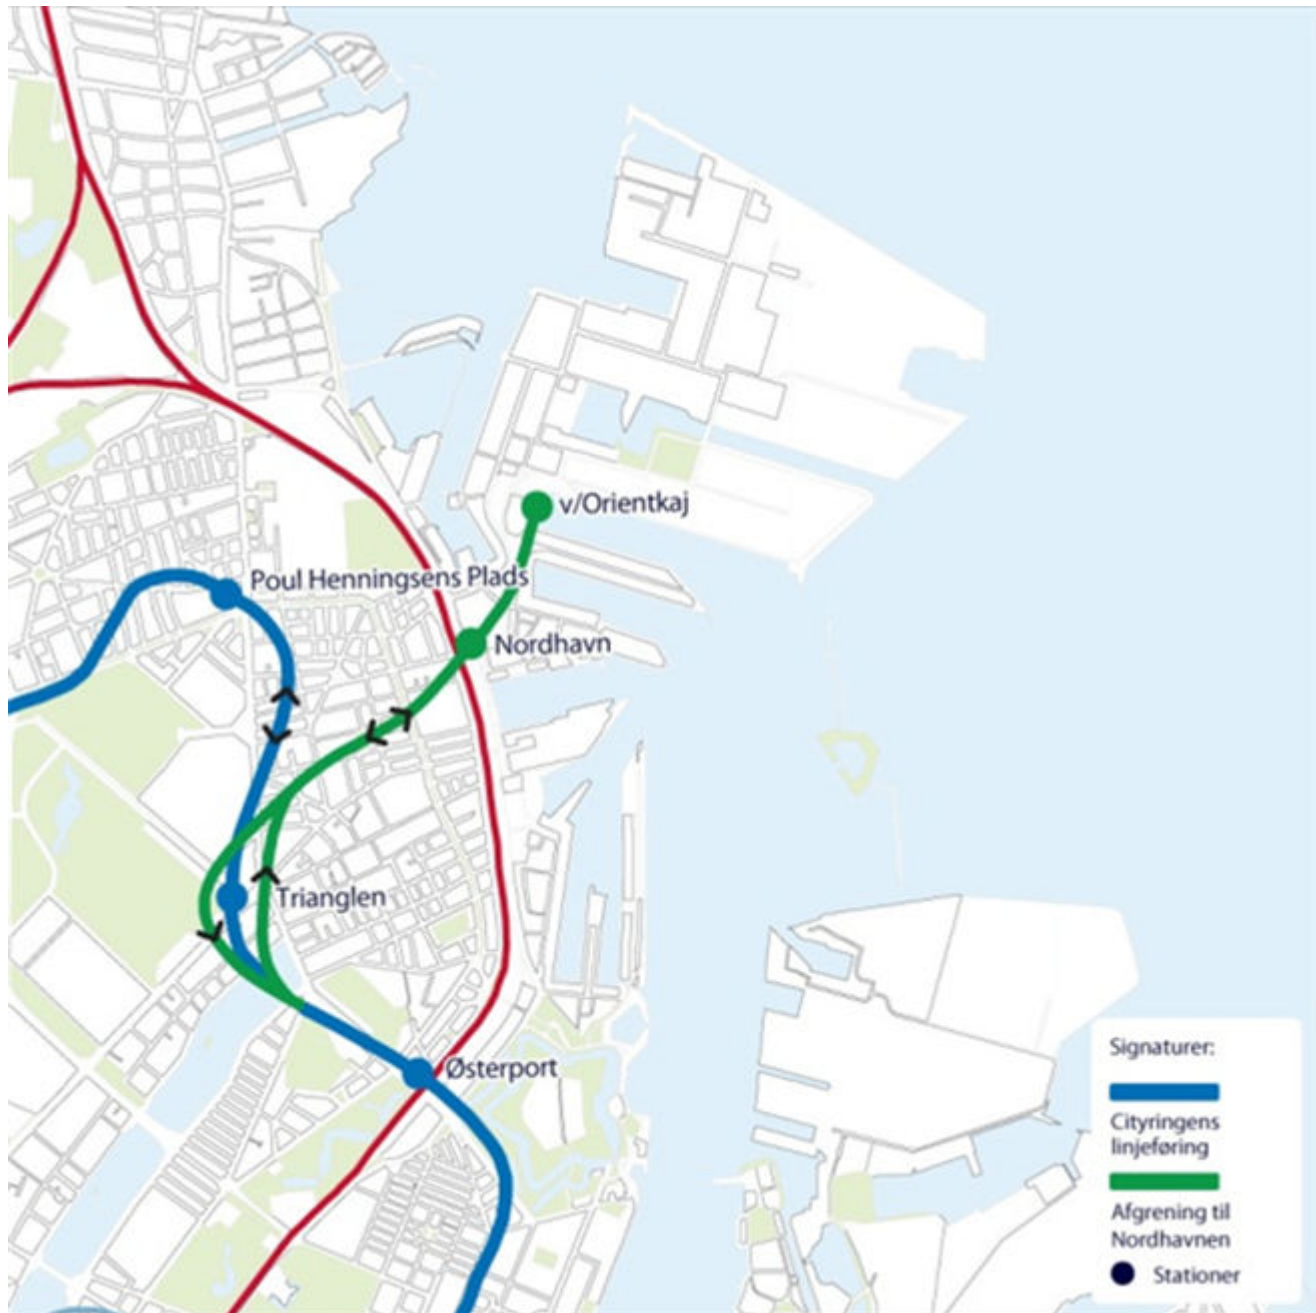 v/Orientkaj
Poul Henningsens Plads
Nordhavn
Trianglen
Østerport
Signaturer:
Cityringens
linjeføring
Afgrening til
Nordhavnen
Stationer